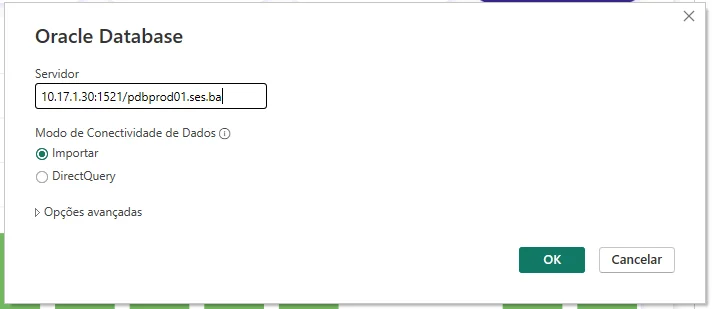 Oracle Database
Servidor
10.17.1.30:1521/pdbprod01.ses.ba
Modo de Conectividade de Dados
Importar
DirectQuery
Opções avançadas
OK Cancelar